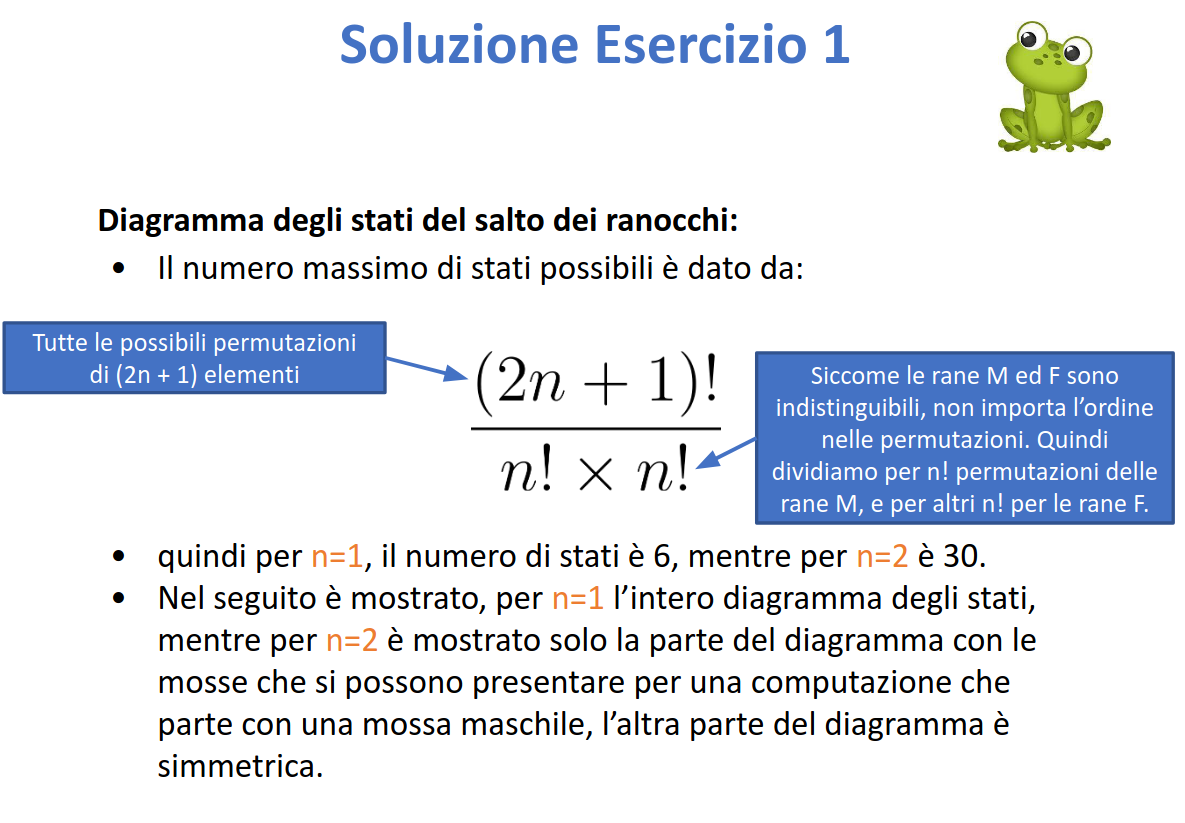 Soluzione Esercizio 1
Diagramma degli stati del salto dei ranocchi:
• Il numero massimo di stati possibili è dato da:
Tutte le possibili permutazioni
di (2n + 1) elementi
(2n + 1)!
n! × n!
Siccome le rane M ed F sono
indistinguibili, non importa l’ordine
nelle permutazioni. Quindi
dividiamo per n! permutazioni delle
rane M, e per altri n! per le rane F.
• quindi per n=1, il numero di stati è 6, mentre per n=2 è 30.
• Nel seguito è mostrato, per n=1 l’intero diagramma degli stati,
mentre per n=2 è mostrato solo la parte del diagramma con le
mosse che si possono presentare per una computazione che
parte con una mossa maschile, l’altra parte del diagramma è
simmetrica.